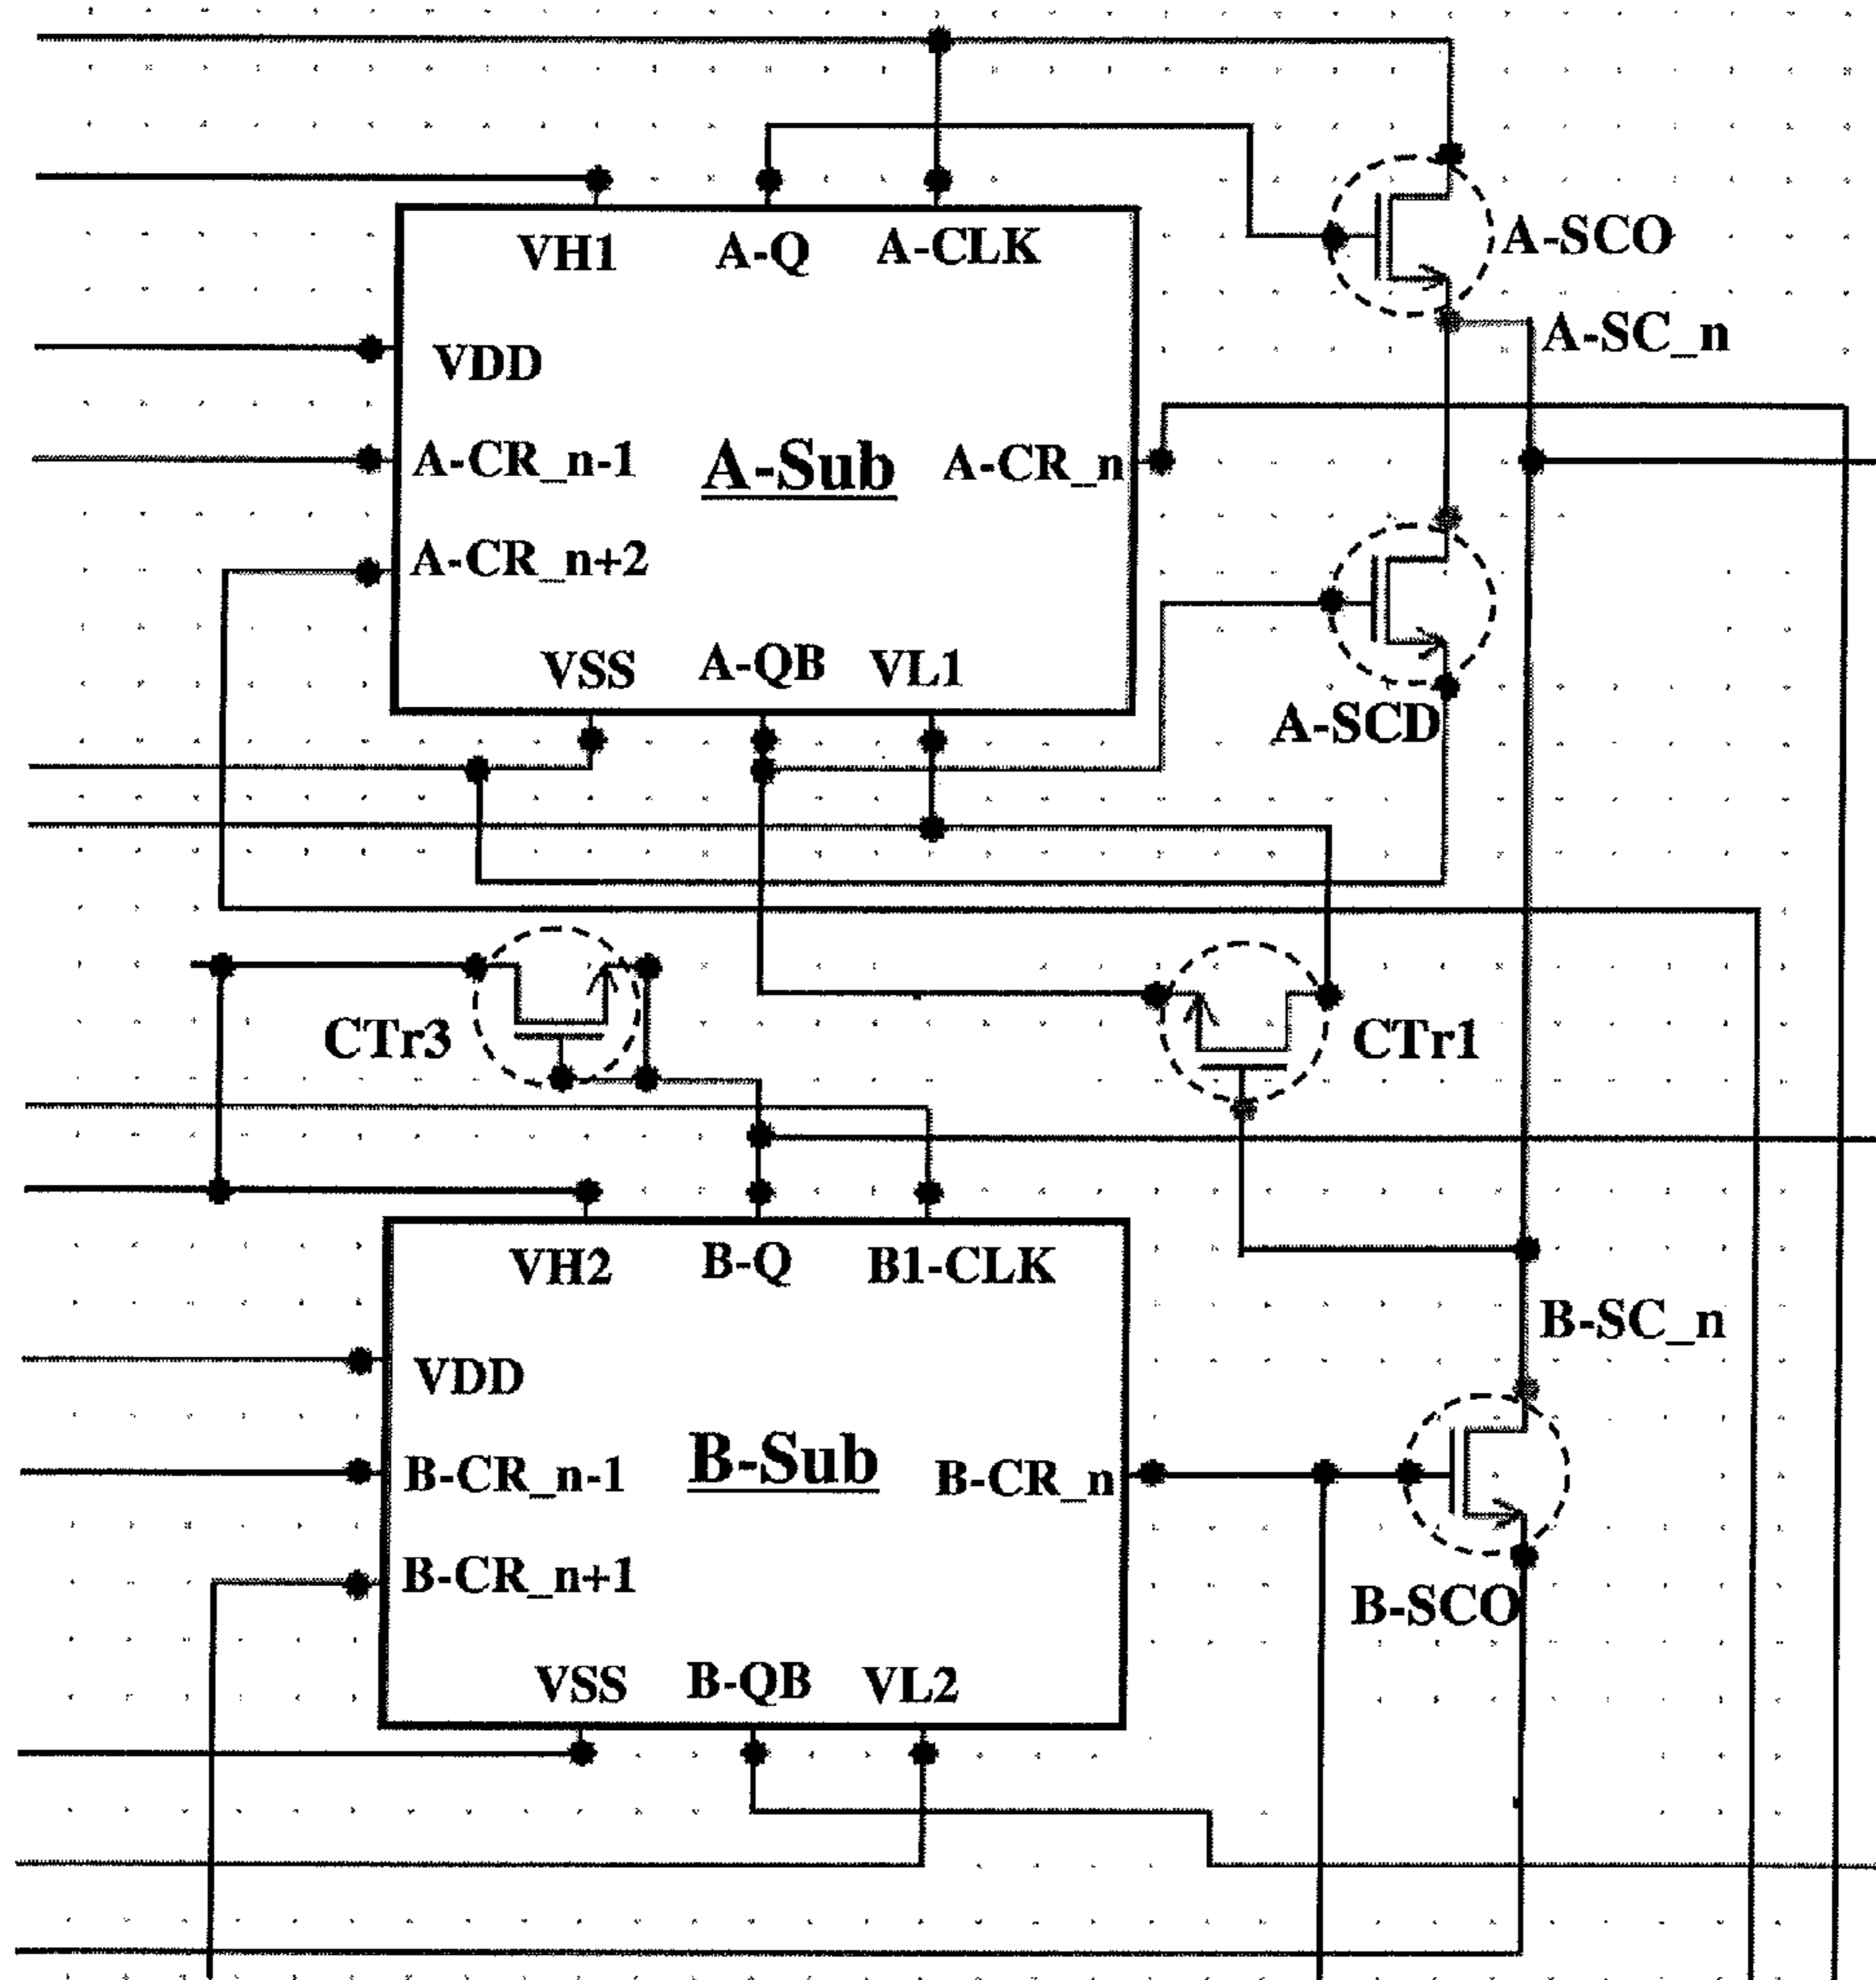 VH1 A-Q A-CLK
A-SCO
A-SC_n
VDD
A-CR_n-1 A-Sub A-CR_n
A-CR_n+2
VSS A-QB VL1
A-SCD
CTr3
CTr1
VH2 B-Q B1-CLK
B-SC_n
VDD
B-CR_n-1 B-Sub B-CR_n
B-CR_n+1
B-SCO
VSS B-QB VL2